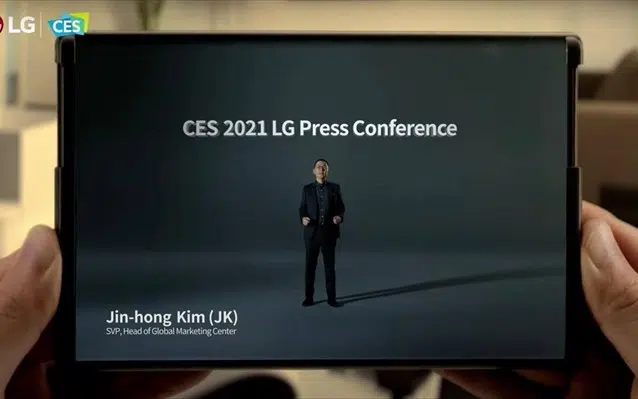 LG
CES
CES 2021 LG Press Conference
Jin-hong Kim (JK)
SVP, Head of Global Marketing Center